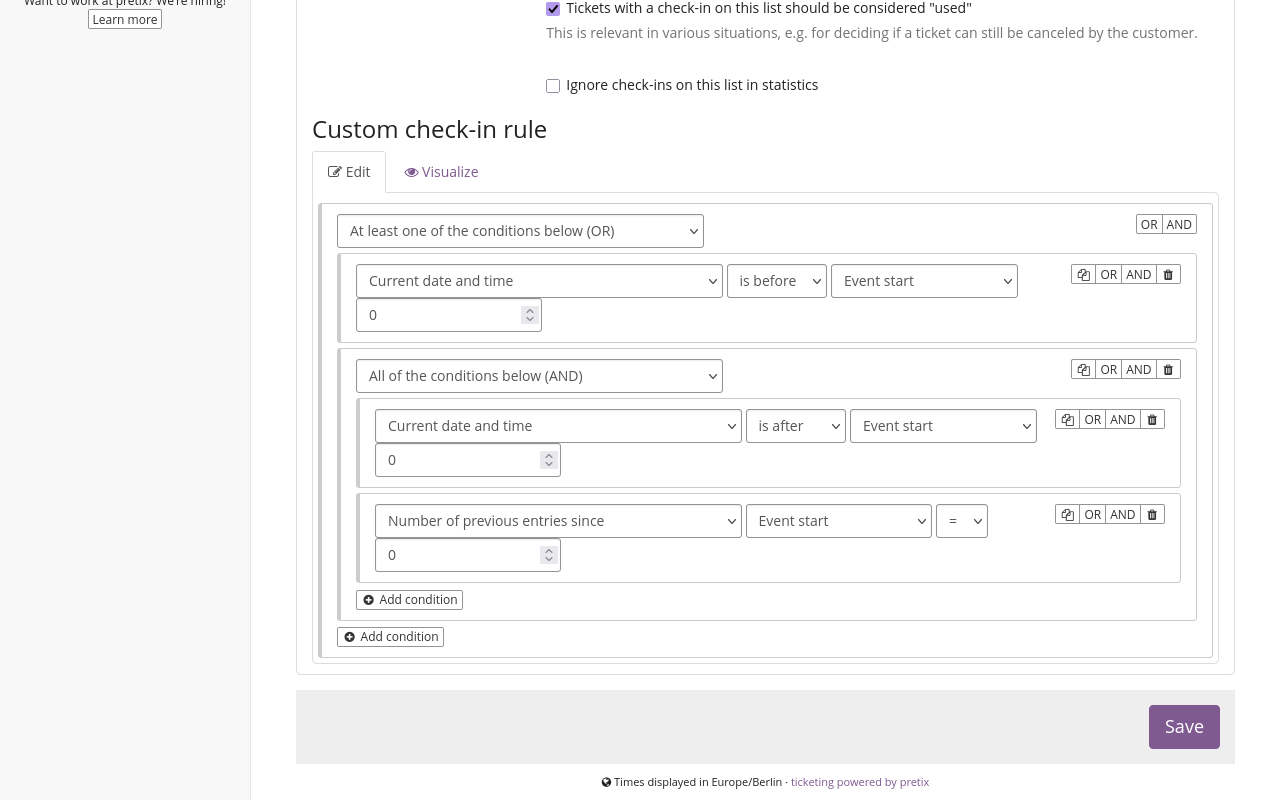 Want to work at pretix? We're hiring!
Learn more
Tickets with a check-in on this list should be considered "used"
This is relevant in various situations, e.g. for deciding if a ticket can still be canceled by the customer.
Ignore check-ins on this list in statistics
Custom check-in rule
Edit Visualize
At least one of the conditions below (OR) OR AND
Current date and time is before Event start OR AND
0
All of the conditions below (AND) OR AND
Current date and time is after Event start OR AND
0
Number of previous entries since Event start = OR AND
0
Add condition
Add condition
Save
Times displayed in Europe/Berlin · ticketing powered by pretix